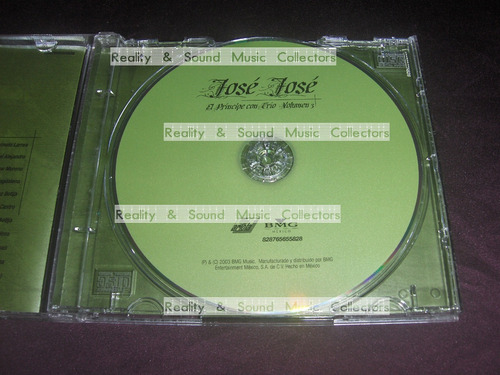 Reality & Sound Music Collectors
José José
El Príncipe con Trío Volumen 3
Reality & Sound Music Collectors
Reality & Sound Music Collectors
BMG
828765655828
(P) & (C) 2003 BMG Music. Manufacturado y distribuido por BMG
Entertainment México, S.A. de C.V. Hecho en México
Reality & Sound Music Collectors